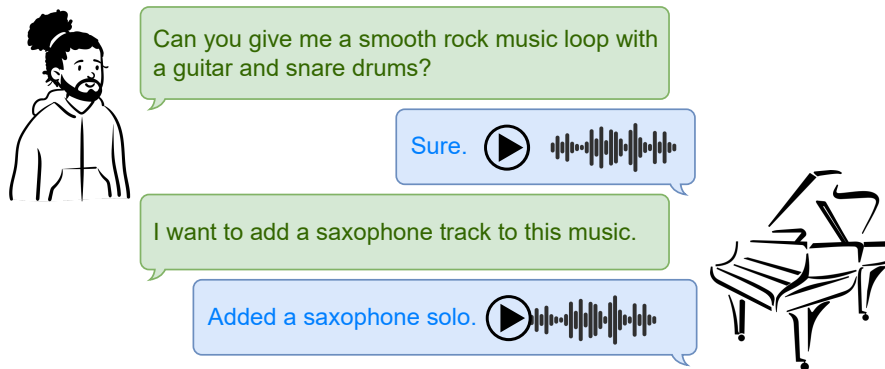 Can you give me a smooth rock music loop with
a guitar and snare drums?
Sure.
I want to add a saxophone track to this music.
Added a saxophone solo.